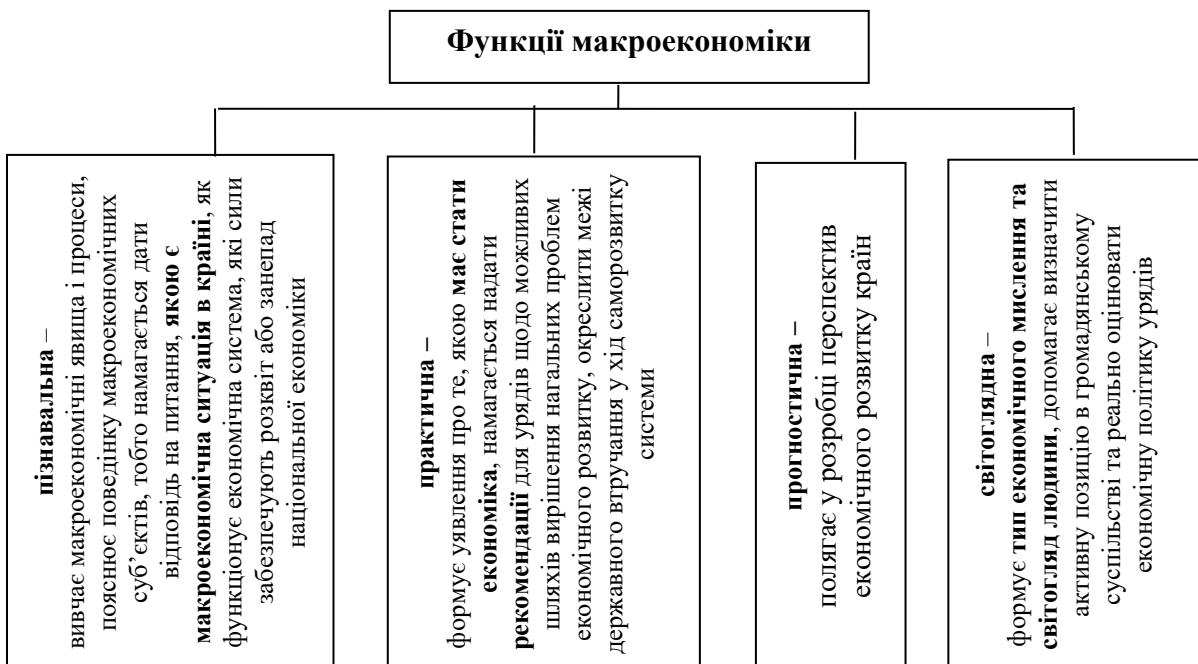 Функції макроекономіки
пізнавальна –
вивчає макроекономічні явища і процеси,
пояснює поведінку макроекономічних
суб’єктів, тобто намагається дати
відповідь на питання, якою є
макроекономічна ситуація в країні, як
функціонує економічна система, які сили
забезпечують розквіт або занепад
національної економіки
практична –
формує уявлення про те, якою має стати
економіка, намагається надати
рекомендації для урядів щодо можливих
шляхів вирішення нагальних проблем
економічного розвитку, окреслити межі
державного втручання у хід саморозвитку
системи
прогностична –
полягає у розробці перспектив
економічного розвитку країн
світоглядна –
формує тип економічного мислення та
світогляд людини, допомагає визначити
активну позицію в громадянському
суспільстві та реально оцінювати
економічну політику урядів